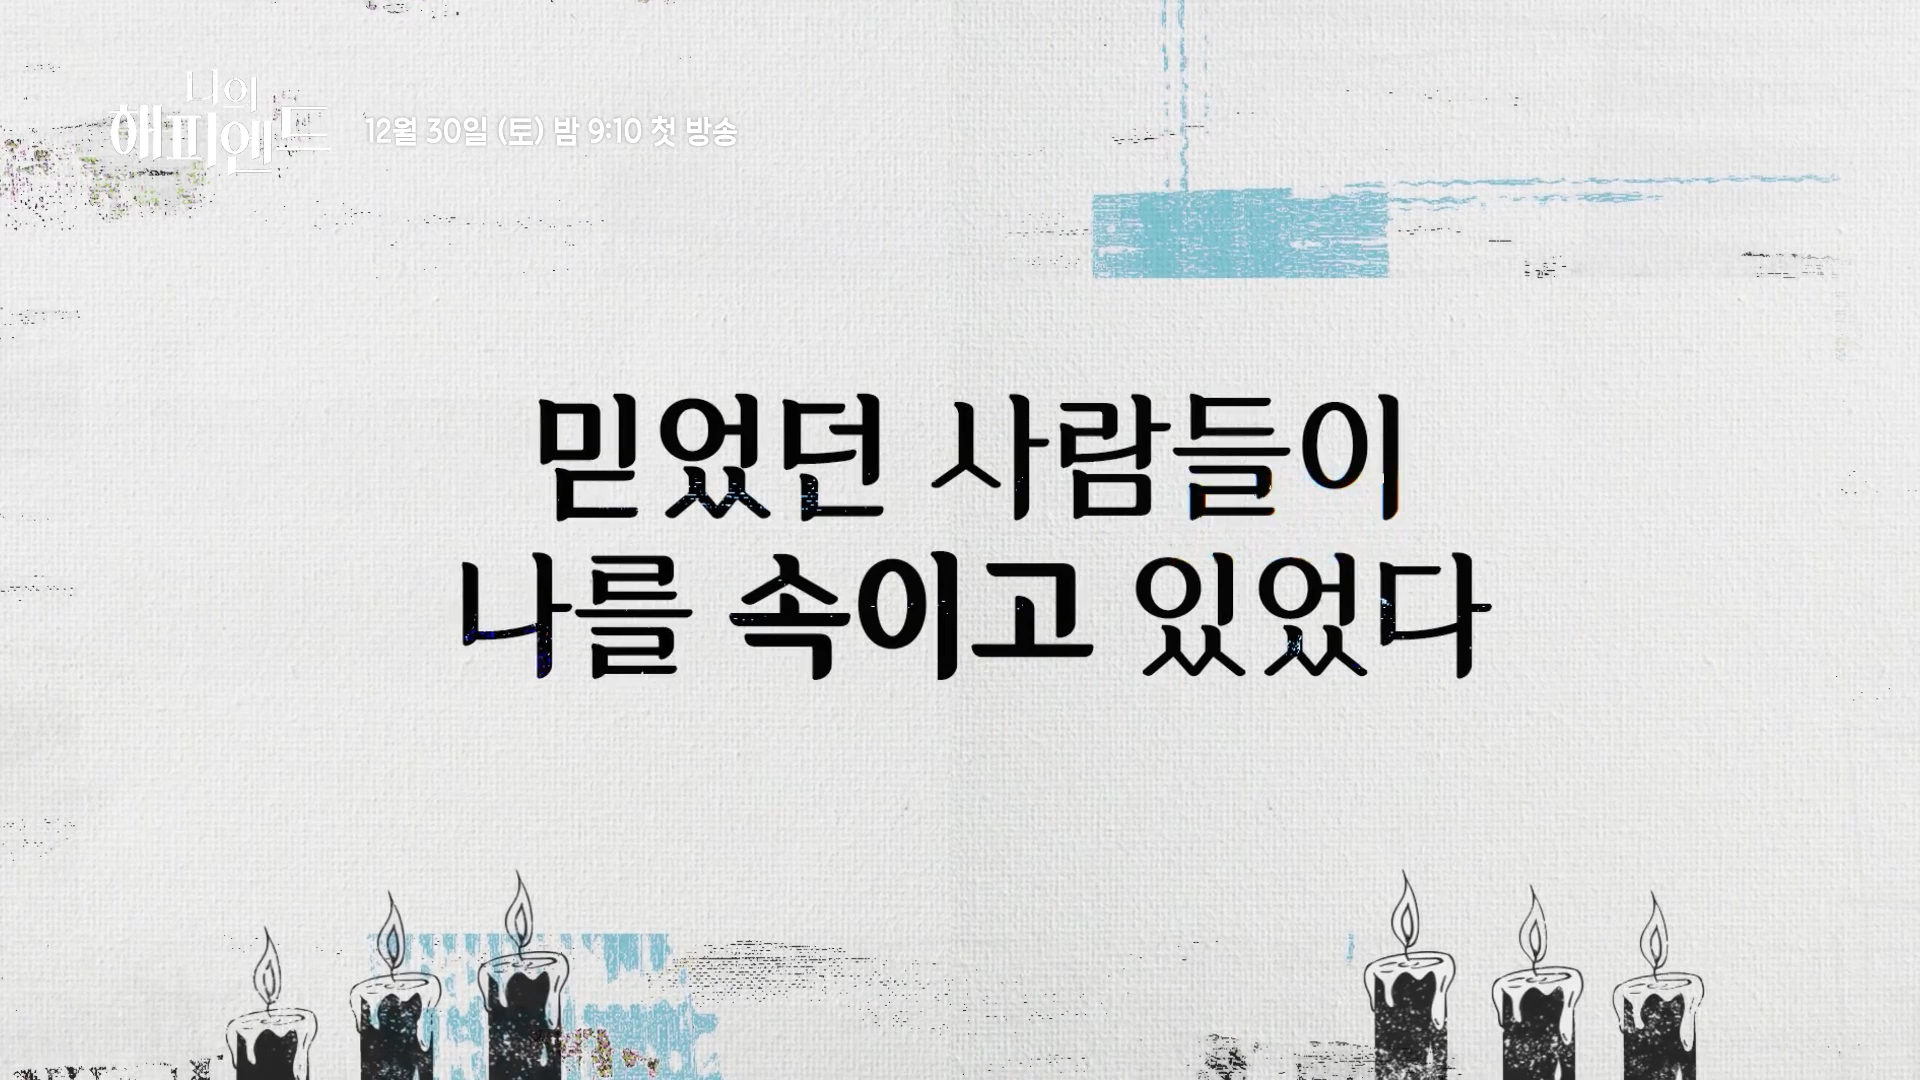 나의
해피엔드
12월 30일 (토) 밤 9:10 첫 방송
믿었던 사람들이
나를 속이고 있었다